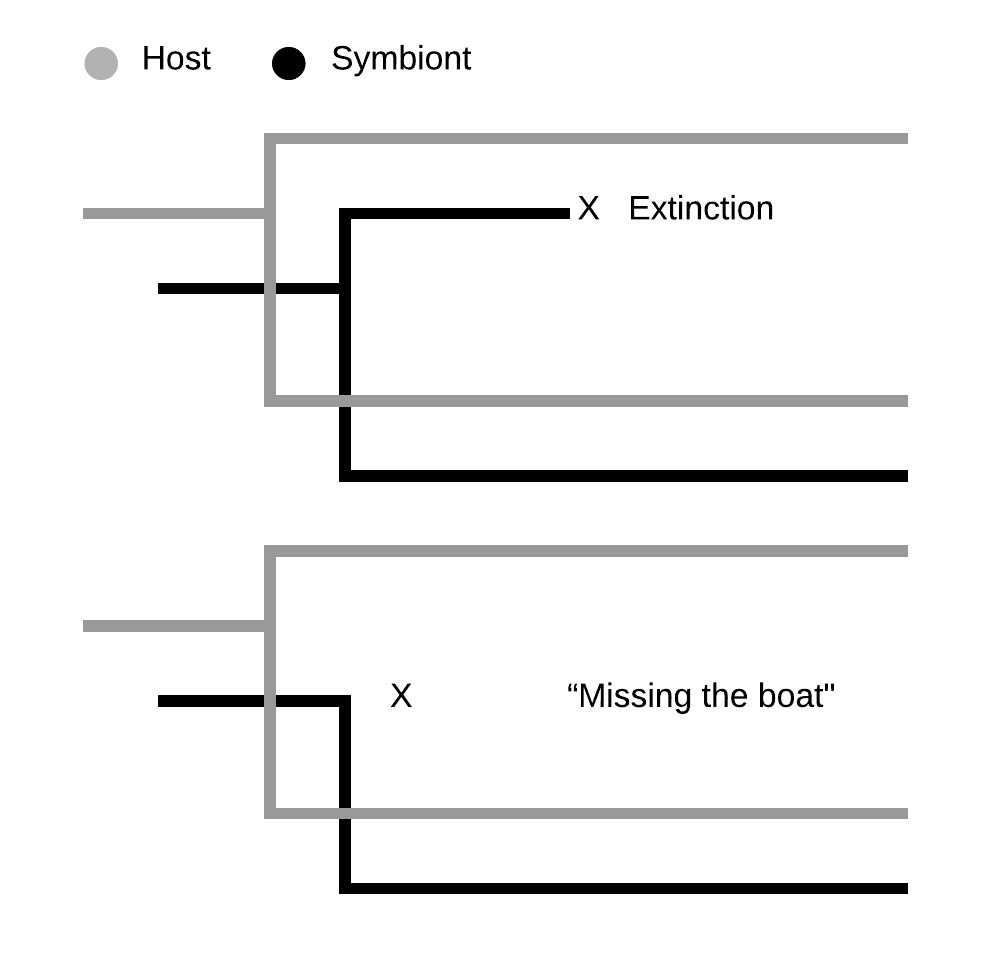 Host Symbiont
X Extinction
X “Missing the boat"